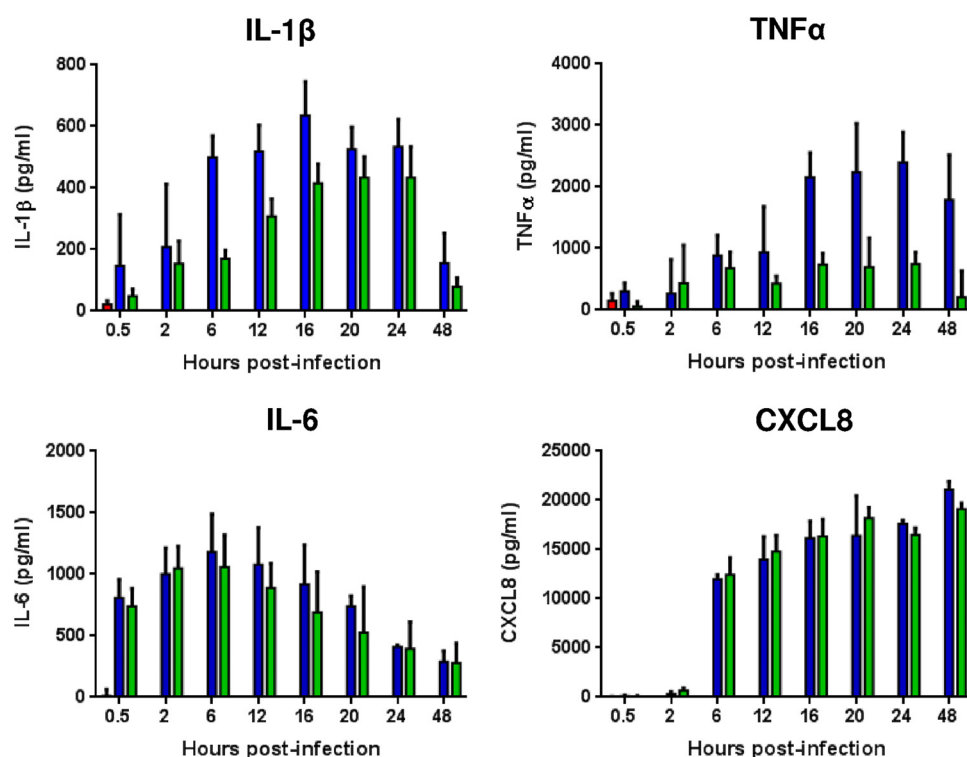 IL-1β
IL-1β (pg/ml)
800
600
400
200
0
0.5 2 6 12 16 20 24 48
Hours post-infection
TNFα
TNFα (pg/ml)
4000
3000
2000
1000
0
0.5 2 6 12 16 20 24 48
Hours post-infection
IL-6
IL-6 (pg/ml)
2000
1500
1000
500
0
0.5 2 6 12 16 20 24 48
Hours post-infection
CXCL8
CXCL8 (pg/ml)
25000
20000
15000
10000
5000
0
0.5 2 6 12 16 20 24 48
Hours post-infection